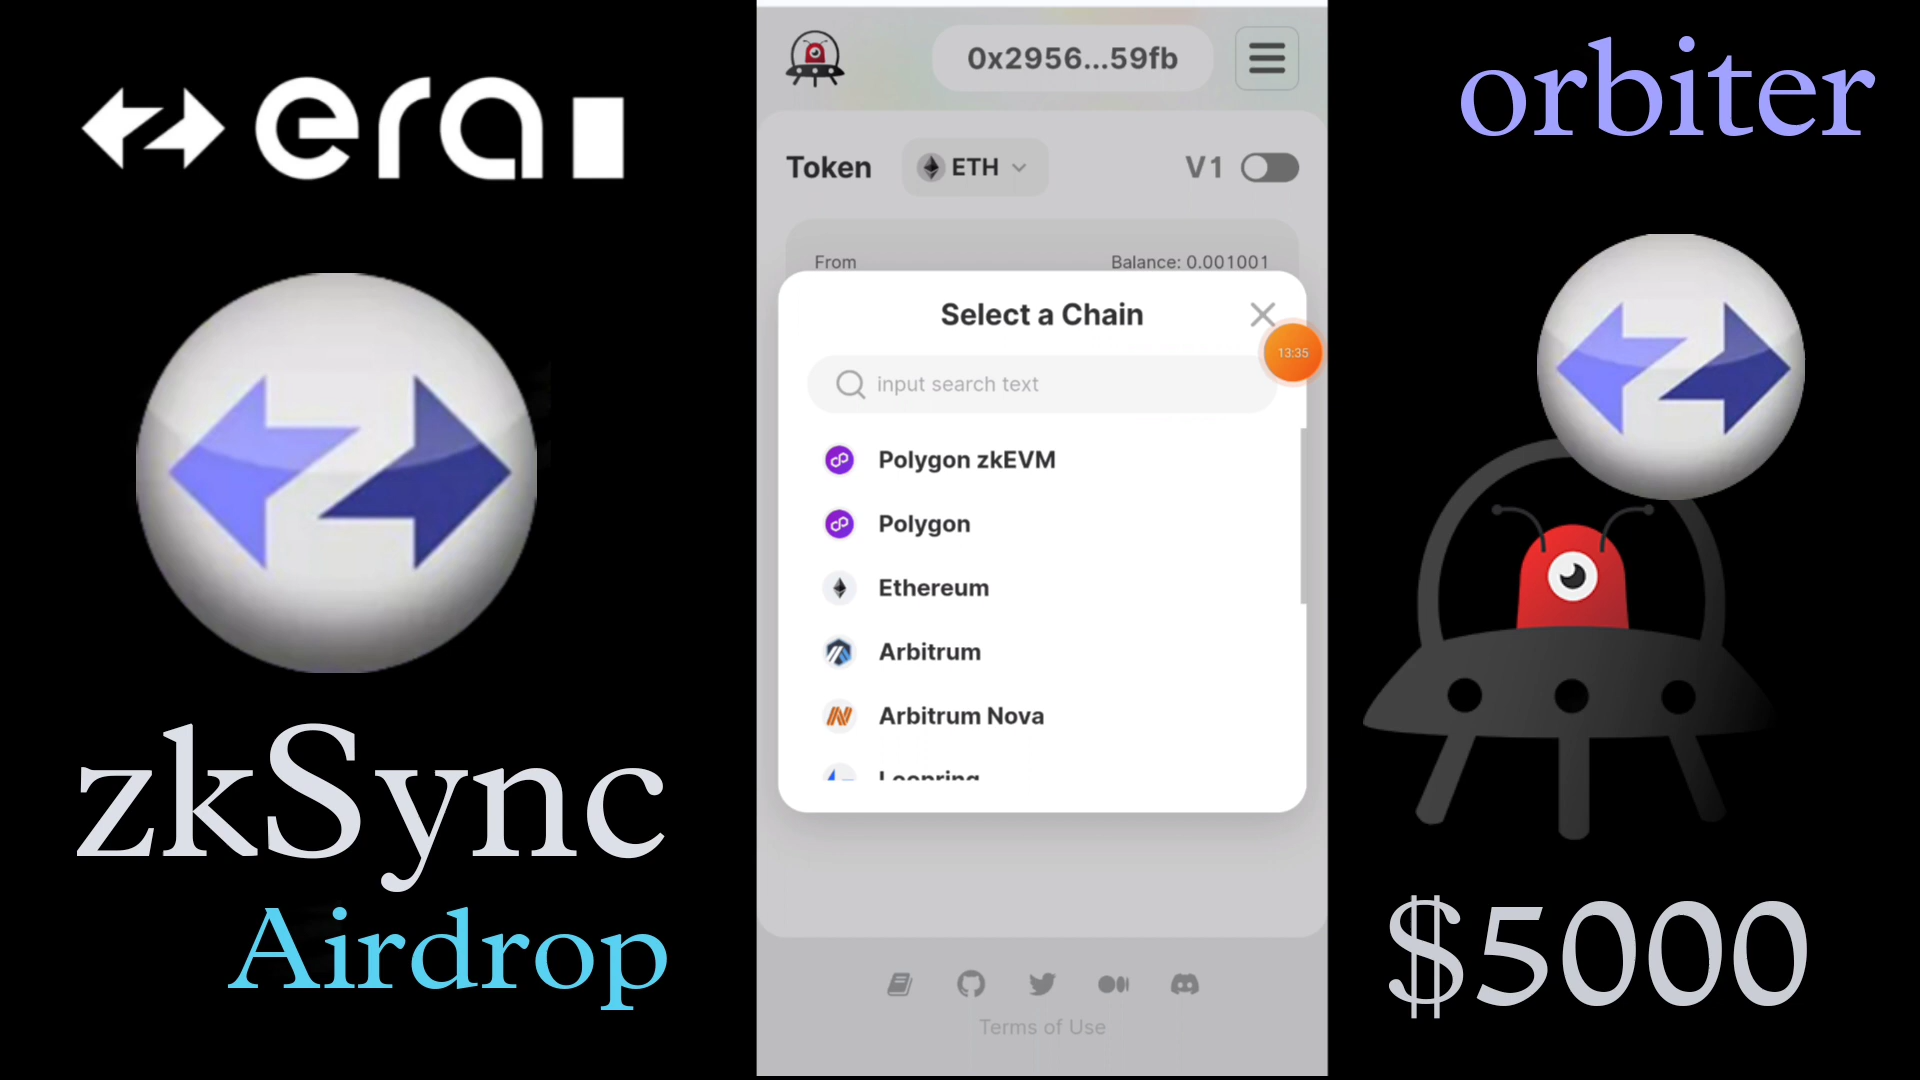 era
zkSync
Airdrop
0x2956...59fb
Token
ETH
V1
From
Balance: 0.001001
Select a Chain
13:35
input search text
Polygon zkEVM
Polygon
Ethereum
Arbitrum
Arbitrum Nova
Loopring
Terms of Use
orbiter
$5000